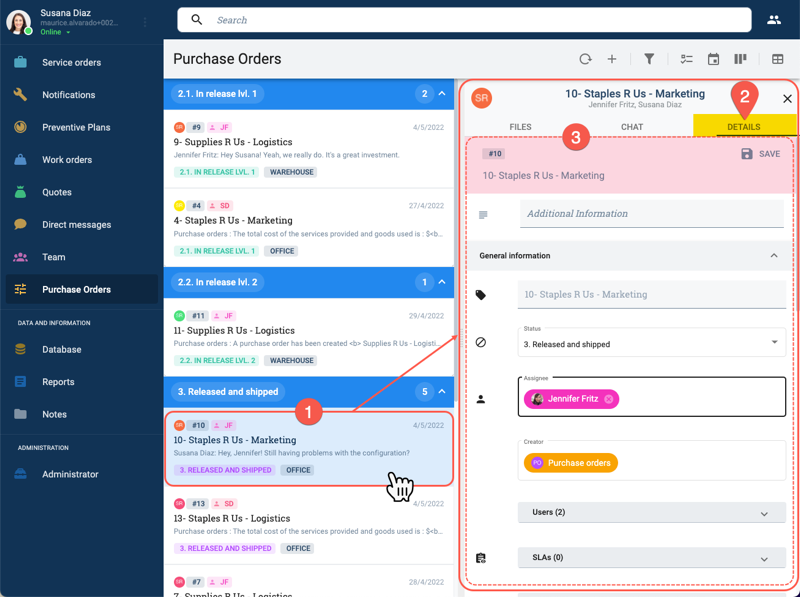 Susana Diaz
maurice.alvarado+002...
Online
Search
Service orders
Notifications
Preventive Plans
Work orders
Quotes
Direct messages
Team
Purchase Orders
DATA AND INFORMATION
Database
Reports
Notes
ADMINISTRATION
Administrator
Purchase Orders
2.1. In release lvl. 1 2
SR #9 JF 4/5/2022
9- Staples R Us - Logistics
Jennifer Fritz: Hey Susana! Yeah, we really do. It's a great investment.
2.1. IN RELEASE LVL. 1 WAREHOUSE
SR #4 SD 27/4/2022
4- Staples R Us - Marketing
Purchase orders : The total cost of the services provided and goods used is : $<b...
2.1. IN RELEASE LVL. 1 OFFICE
2.2. In release lvl. 2 1
SR #11 JF 29/4/2022
11- Supplies R Us - Logistics
Purchase orders : A purchase order has been created <b> Supplies R Us - Logisti...
2.2. IN RELEASE LVL. 2 WAREHOUSE
3. Released and shipped 5
1
SR #10 JF 4/5/2022
10- Staples R Us - Marketing
Susana Diaz: Hey, Jennifer! Still having problems with the configuration?
3. RELEASED AND SHIPPED OFFICE
SR #13 SD 4/5/2022
13- Staples R Us - Logistics
Purchase orders : The total cost of the services provided and goods used is : $<b...
3. RELEASED AND SHIPPED OFFICE
SR #7 JF 28/4/2022
7- Supplies R Us - Logistics
SR
10- Staples R Us - Marketing
Jennifer Fritz, Susana Diaz
2
FILES CHAT DETAILS
3
#10 SAVE
10- Staples R Us - Marketing
Additional Information
General information
10- Staples R Us - Marketing
Status
3. Released and shipped
Assignee
Jennifer Fritz
Creator
PO Purchase orders
Users (2)
SLAs (0)